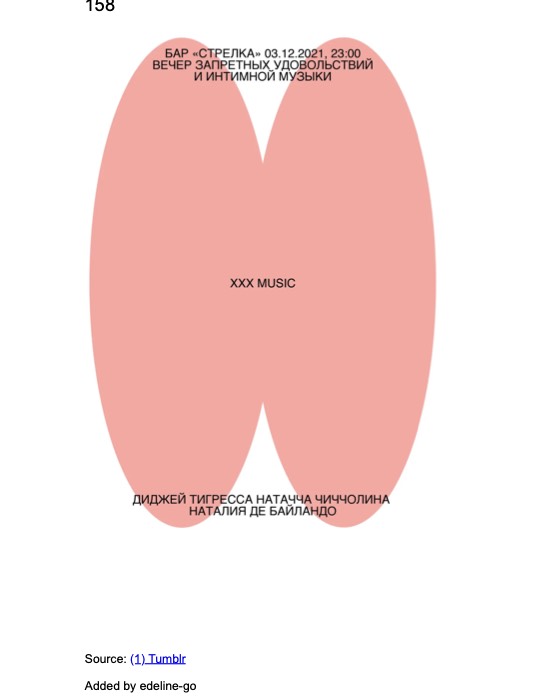 158
БАР «СТРЕЛКА» 03.12.2021, 23:00
ВЕЧЕР ЗАПРЕТНЫХ УДОВОЛЬСТВИЙ
И ИНТИМНОЙ МУЗЫКИ
XXX MUSIC
ДИДЖЕЙ ТИГРЕССА НАТАЧЧА ЧИЧЧОЛИНА
НАТАЛИЯ ДЕ БАЙЛАНДО
Source: (1) Tumblr
Added by edeline-go